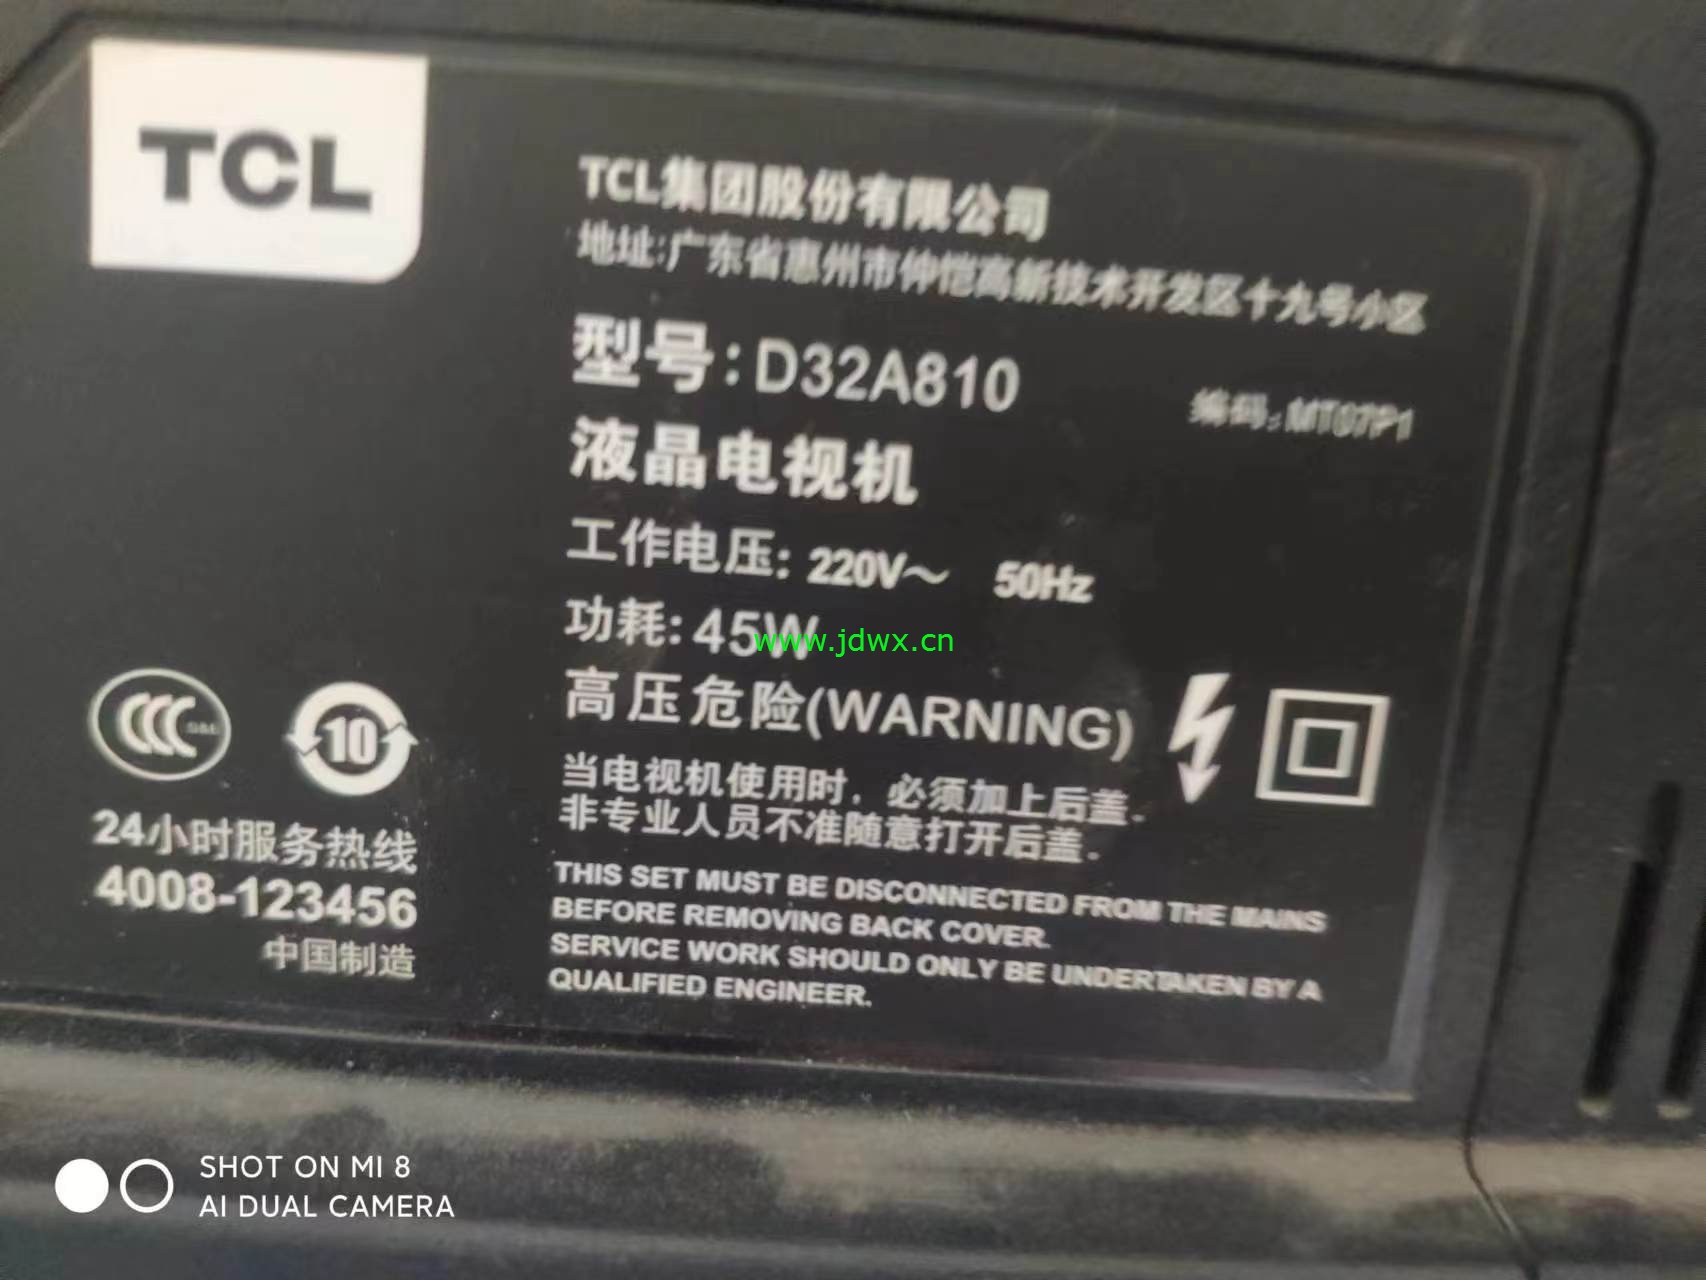 TCL
TCL集团股份有限公司
地址:广东省惠州市仲恺高新技术开发区十九号小区
型号:D32A810
编码:MT07P1
液晶电视机
工作电压: 220V～ 50Hz
功耗:45W
www.jdwx.cn
高压危险(WARNING)
当电视机使用时，必须加上后盖.
非专业人员不准随意打开后盖.
THIS SET MUST BE DISCONNECTED FROM THE MAINS
BEFORE REMOVING BACK COVER.
SERVICE WORK SHOULD ONLY BE UNDERTAKEN BY A
QUALIFIED ENGINEER.
10
24小时服务热线
4008-123456
中国制造
SHOT ON MI 8
AI DUAL CAMERA